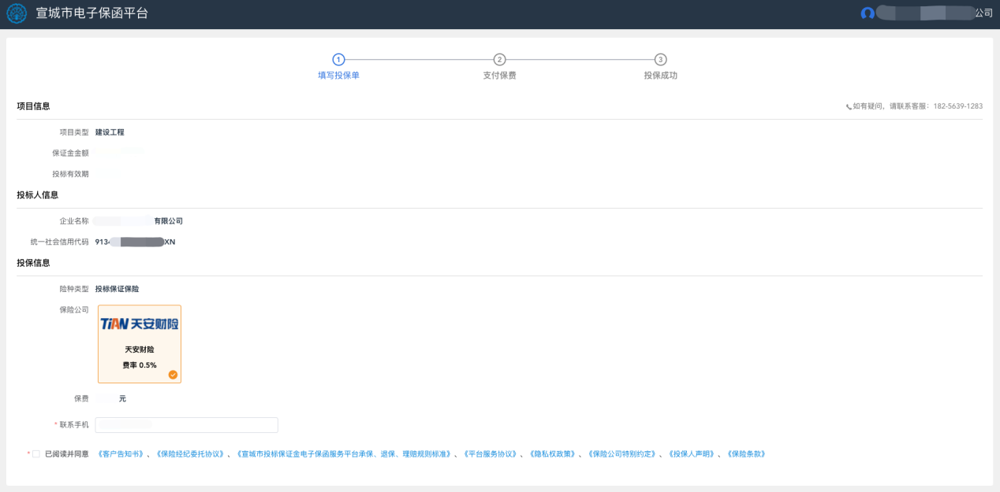 宣城市电子保函平台
公司
1
2
3
填写投保单
支付保费
投保成功
项目信息
如有疑问,请联系客服:182-5639-1283
项目类型 建设工程
保证金金额
投标有效期
投标人信息
企业名称 有限公司
统一社会信用代码 9134 XN
投保信息
险种类型 投标保证保险
保险公司
TIAN 天安财险
天安财险
费率 0.5%
保费 元
* 联系手机
* 已阅读并同意 《客户告知书》、《保险经纪委托协议》、《宣城市投标保证金电子保函服务平台承保、退保、理赔规则标准》、《平台服务协议》、《隐私权政策》、《保险公司特别约定》、《投保人声明》、《保险条款》